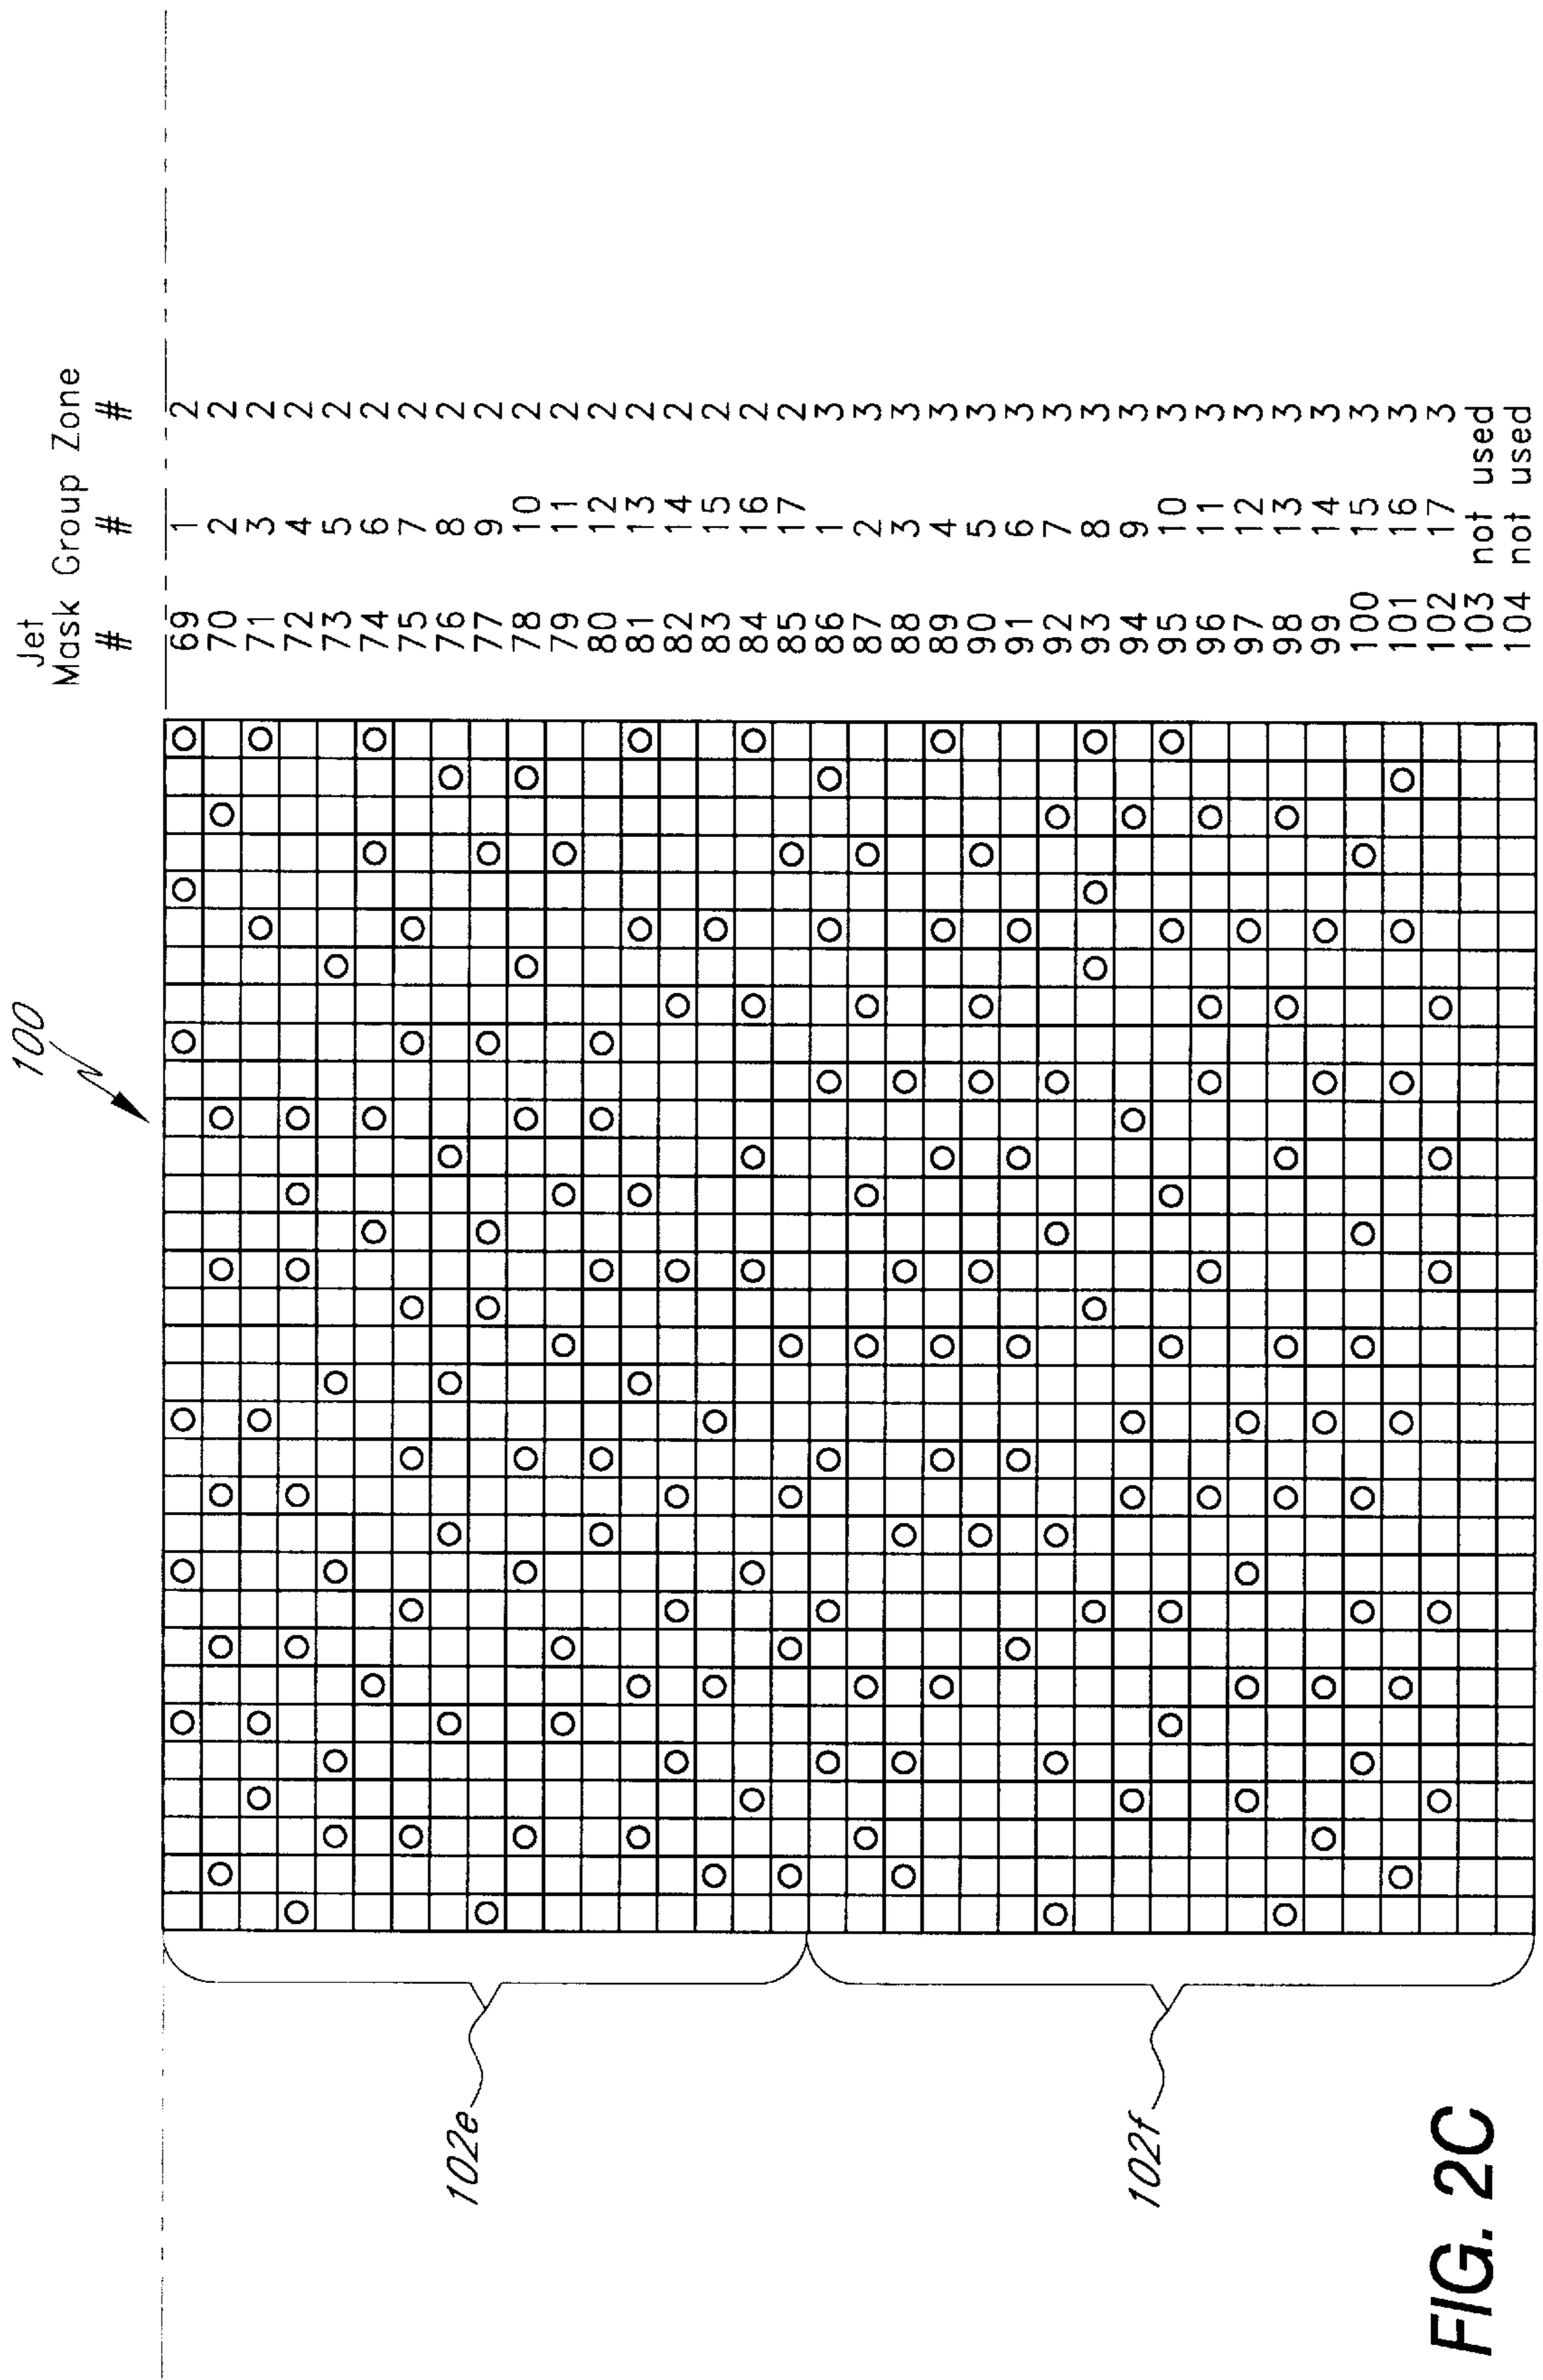 100
Jet
Mask Group Zone
# # #
69 1 2
70 2 2
71 3 2
72 4 2
73 5 2
74 6 2
75 7 2
76 8 2
77 9 2
78 10 2
79 11 2
80 12 2
81 13 2
82 14 2
83 15 2
84 16 2
85 17 2
86 1 3
87 2 3
88 3 3
89 4 3
90 5 3
91 6 3
92 7 3
93 8 3
94 9 3
95 10 3
96 11 3
97 12 3
98 13 3
99 14 3
100 15 3
101 16 3
102 17 3
103 not used
104 not used
102e
102f
FIG. 2C